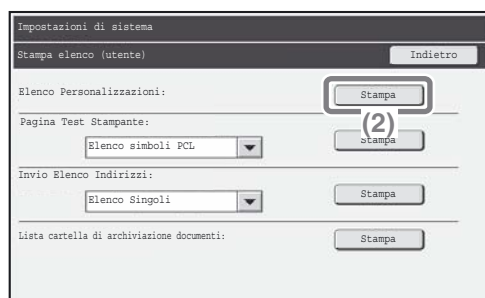 Impostazioni di sistema
Stampa elenco (utente) Indietro
Elenco Personalizzazioni: Stampa
(2)
Pagina Test Stampante:
Elenco simboli PCL Stampa
Invio Elenco Indirizzi:
Elenco Singoli Stampa
Lista cartella di archiviazione documenti: Stampa